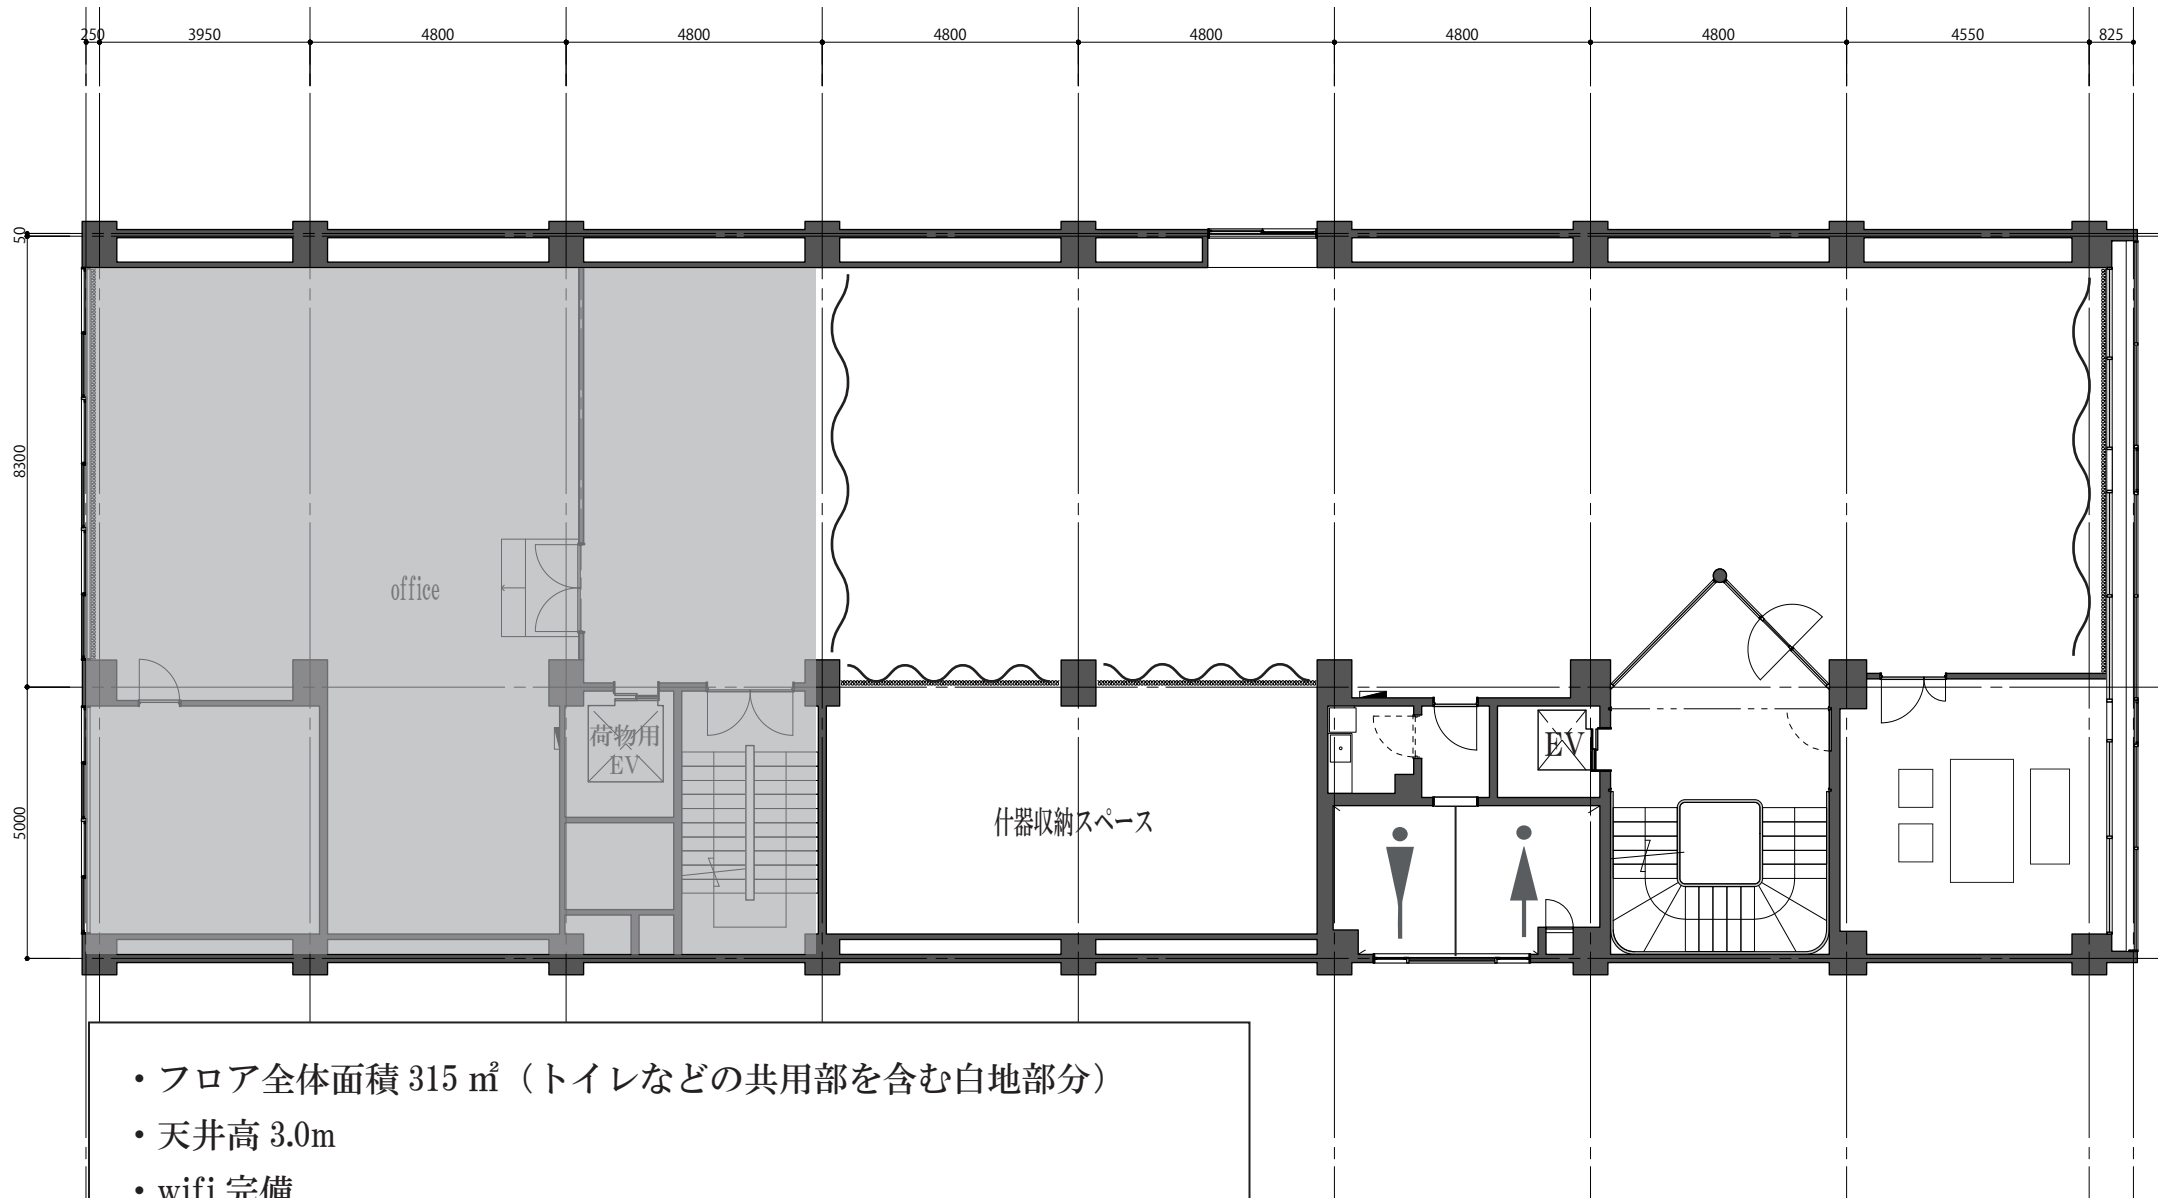 250 3950 4800 4800 4800 4800 4800 4800 4550 825
50
8300
office
荷物用
EV
EV
5000
什器収納スペース
・フロア全体面積 315 ㎡（トイレなどの共用部を含む白地部分）
・天井高 3.0m
・wifi 完備